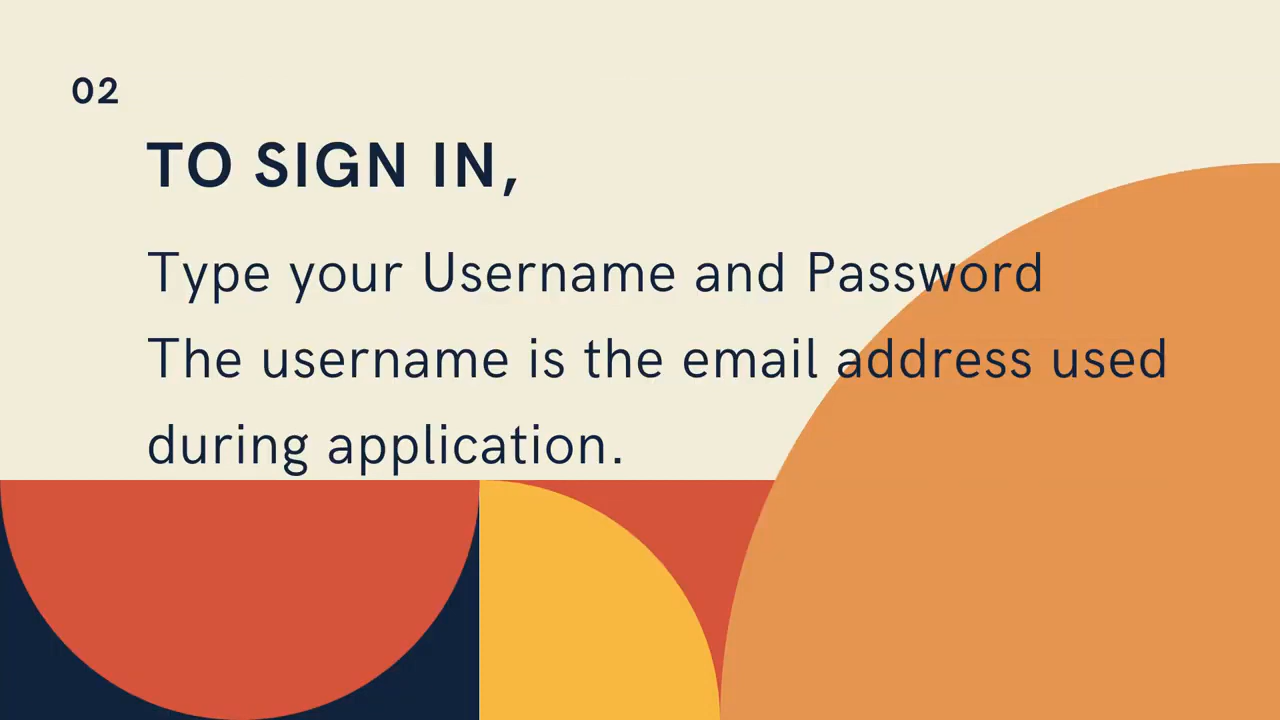 02
TO SIGN IN,
Type your Username and Password
The username is the email address used
during application.